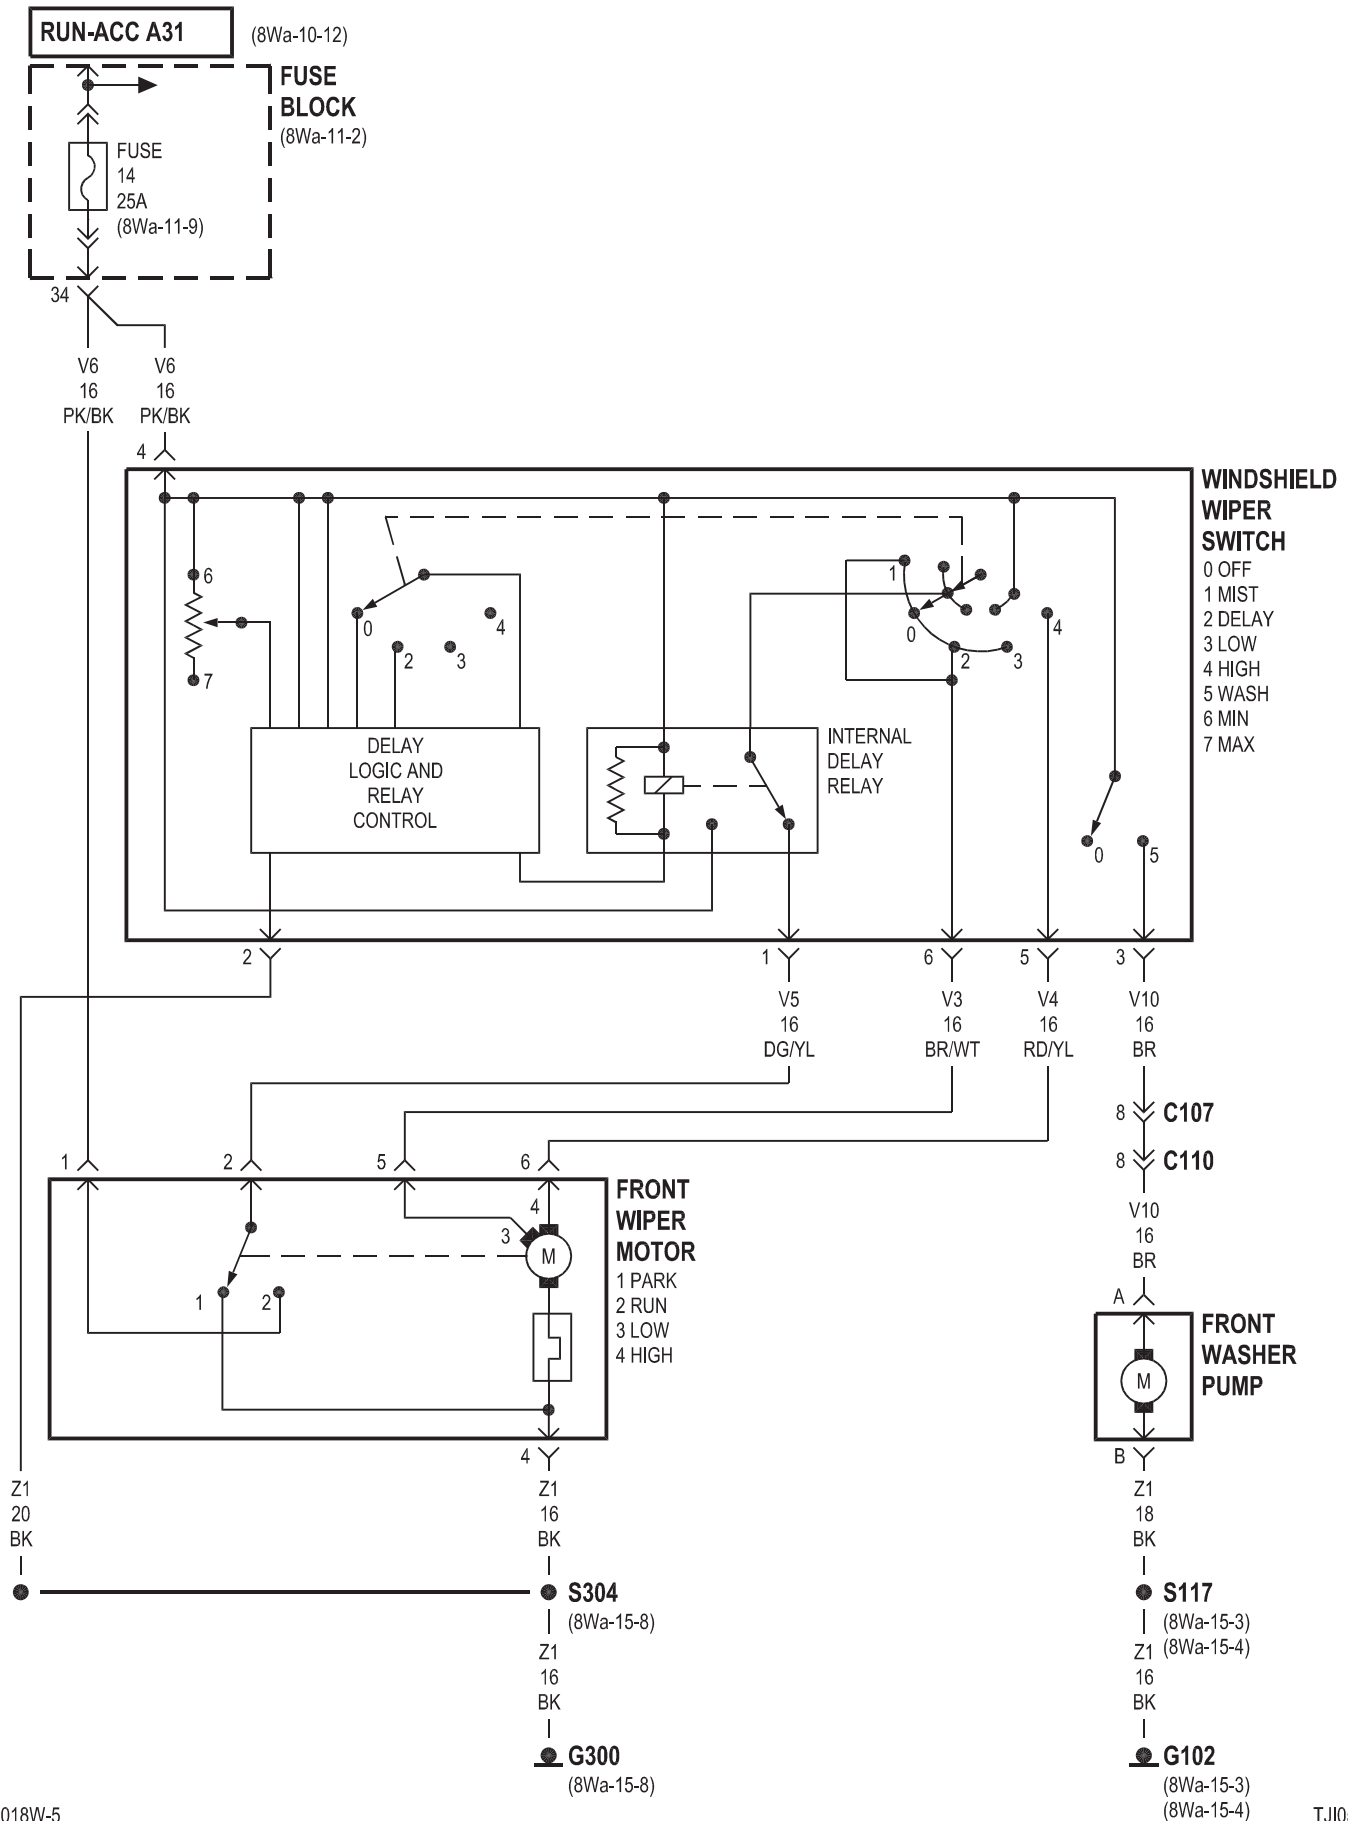 RUN-ACC A31
(8Wa-10-12)
FUSE
BLOCK
(8Wa-11-2)
FUSE
14
25A
(8Wa-11-9)
34
V6
16
PK/BK
V6
16
PK/BK
4
WINDSHIELD
WIPER
SWITCH
0 OFF
1 MIST
2 DELAY
3 LOW
4 HIGH
5 WASH
6 MIN
7 MAX
6
7
0
2
3
4
1
0
2
3
4
DELAY
LOGIC AND
RELAY
CONTROL
INTERNAL
DELAY
RELAY
0
5
2
1
6
5
3
V5
16
DG/YL
V3
16
BR/WT
V4
16
RD/YL
V10
16
BR
8
C107
8
C110
V10
16
BR
1
2
5
6
FRONT
WIPER
MOTOR
1 PARK
2 RUN
3 LOW
4 HIGH
4
3
M
1
2
A
FRONT
WASHER
PUMP
M
4
B
Z1
20
BK
Z1
16
BK
Z1
18
BK
S304
(8Wa-15-8)
S117
(8Wa-15-3)
(8Wa-15-4)
Z1
16
BK
Z1
16
BK
G300
(8Wa-15-8)
G102
(8Wa-15-3)
(8Wa-15-4)
018W-5